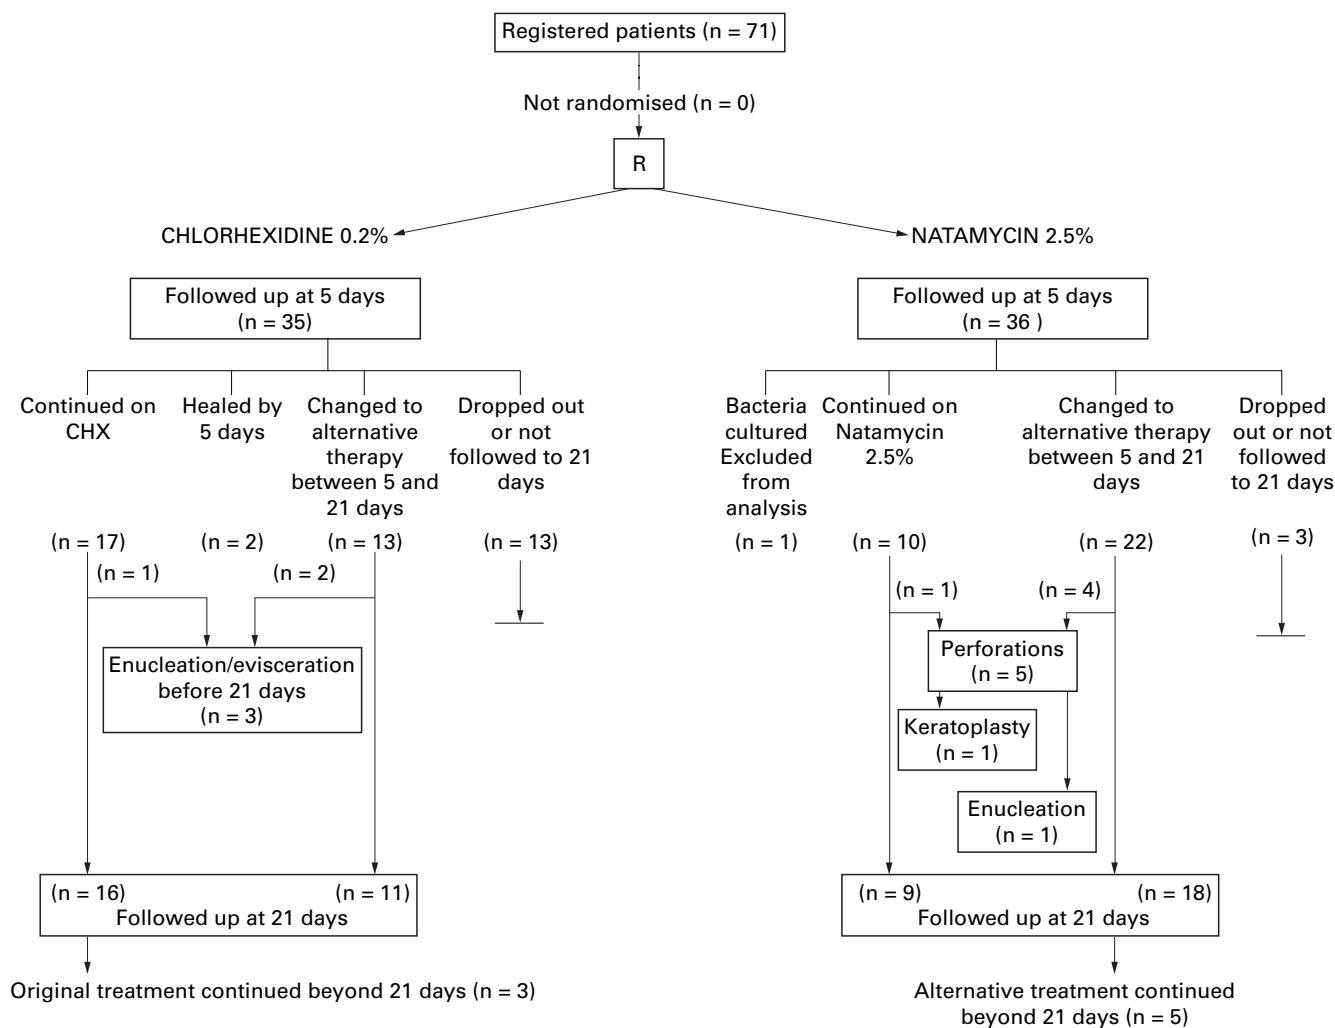 Registered patients (n = 71)
Not randomised (n = 0)
R
CHLORHEXIDINE 0.2%
NATAMYCIN 2.5%
Followed up at 5 days
(n = 35)
Followed up at 5 days
(n = 36 )
Continued on
CHX
Healed by
5 days
Changed to
alternative
therapy
between 5 and
21 days
Dropped out
or not
followed to 21
days
Bacteria
cultured
Excluded
from
analysis
Continued on
Natamycin
2.5%
Changed to
alternative therapy
between 5 and 21
days
Dropped
out or not
followed
to 21 days
(n = 17)
(n = 2)
(n = 13)
(n = 13)
(n = 1)
(n = 10)
(n = 22)
(n = 3)
(n = 1)
(n = 2)
(n = 1)
(n = 4)
Enucleation/evisceration
before 21 days
(n = 3)
Perforations
(n = 5)
Keratoplasty
(n = 1)
Enucleation
(n = 1)
(n = 16)
(n = 11)
Followed up at 21 days
(n = 9)
(n = 18)
Followed up at 21 days
Original treatment continued beyond 21 days (n = 3)
Alternative treatment continued
beyond 21 days (n = 5)